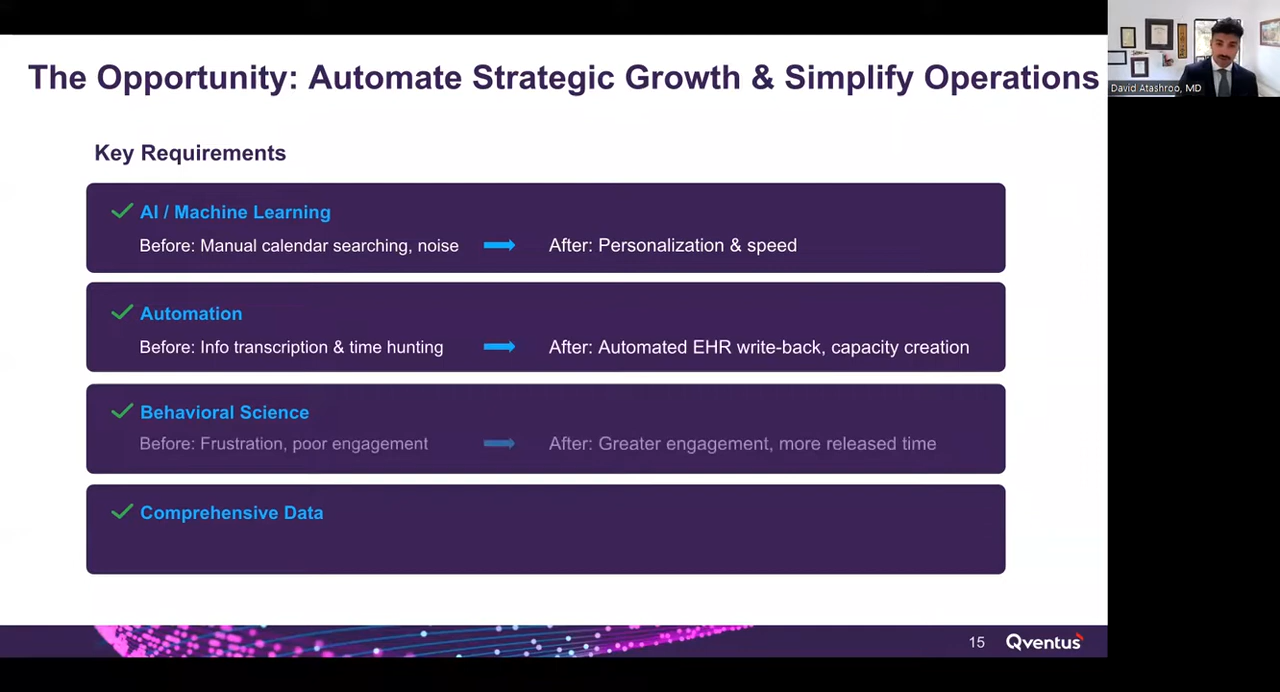 The Opportunity: Automate Strategic Growth & Simplify Operations
David Atashroo, MD
Key Requirements
AI / Machine Learning
Before: Manual calendar searching, noise
After: Personalization & speed
Automation
Before: Info transcription & time hunting
After: Automated EHR write-back, capacity creation
Behavioral Science
Before: Frustration, poor engagement
After: Greater engagement, more released time
Comprehensive Data
15
Qventus